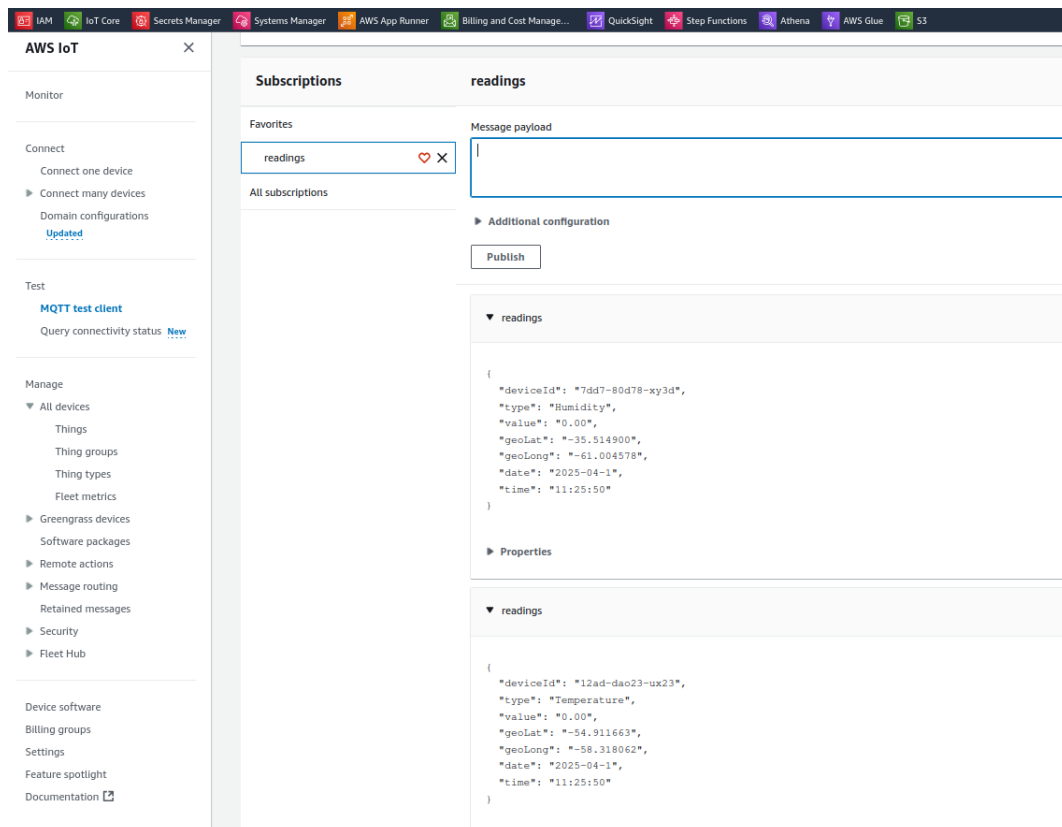 IAM IoT Core Secrets Manager Systems Manager AWS App Runner Billing and Cost Manage... QuickSight Step Functions Athena AWS Glue S3
AWS IoT
Monitor
Connect
Connect one device
Connect many devices
Domain configurations
Updated
Test
MQTT test client
Query connectivity status New
Manage
All devices
Things
Thing groups
Thing types
Fleet metrics
Greengrass devices
Software packages
Remote actions
Message routing
Retained messages
Security
Fleet Hub
Device software
Billing groups
Settings
Feature spotlight
Documentation
Subscriptions
Favorites
readings
All subscriptions
readings
Message payload
Additional configuration
Publish
readings
{
"deviceId": "7dd7-80d78-xy3d",
"type": "Humidity",
"value": "0.00",
"geoLat": "-35.514900",
"geoLong": "-61.004578",
"date": "2025-04-1",
"time": "11:25:50"
}
Properties
readings
{
"deviceId": "12ad-dao23-ux23",
"type": "Temperature",
"value": "0.00",
"geoLat": "-54.911663",
"geoLong": "-58.318062",
"date": "2025-04-1",
"time": "11:25:50"
}